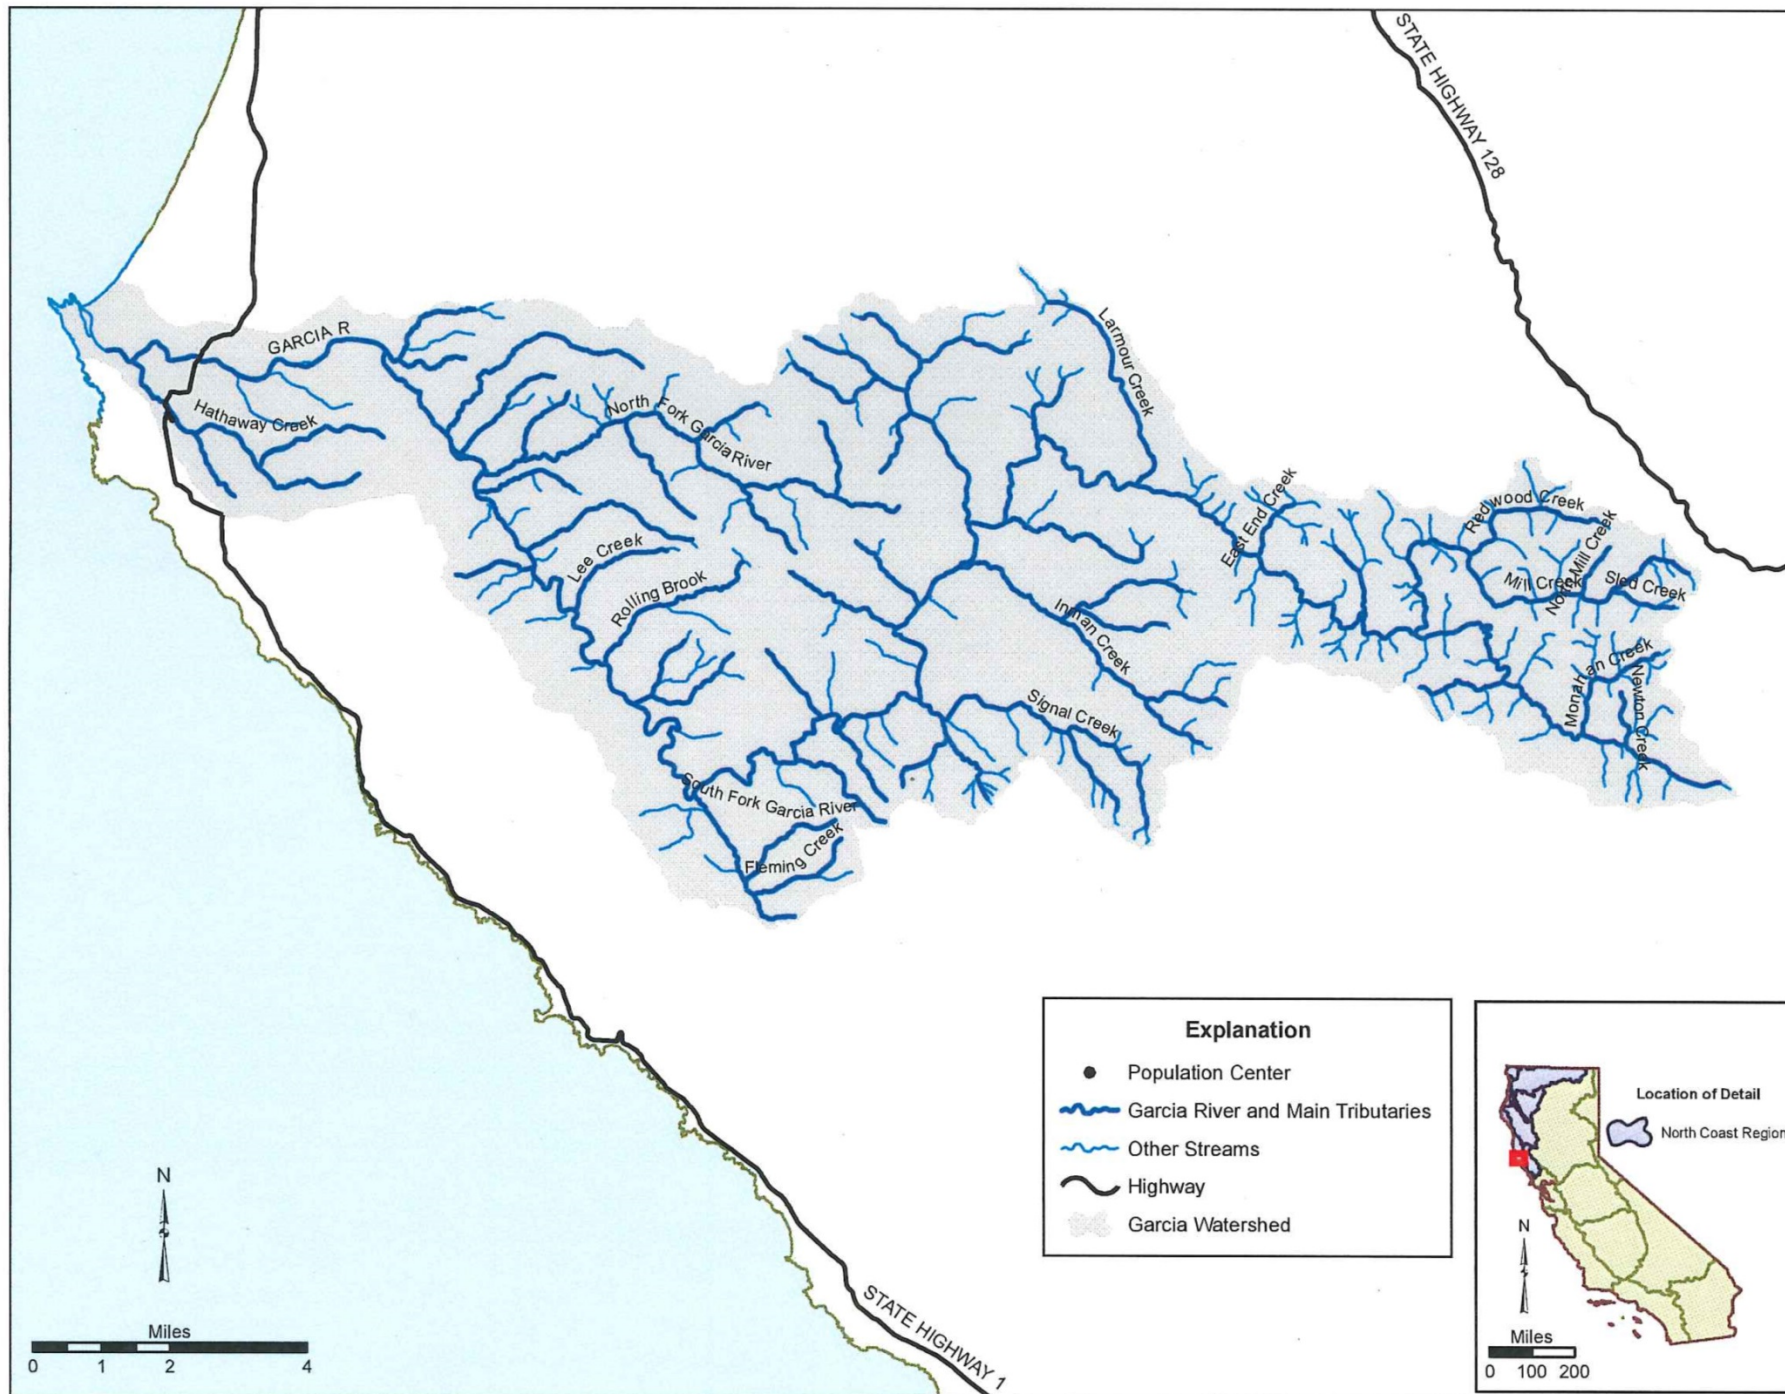 STATE HIGHWAY 128
GARCIA R
Larmour Creek
Hathaway Creek
North Fork Garcia River
East End Creek
Redwood Creek
Lee Creek
Rolling Brook
Mill Creek
North Mill Creek
Sled Creek
Inman Creek
Monahan Creek
Newton Creek
Signal Creek
South Fork Garcia River
Fleming Creek
Explanation
Population Center
Garcia River and Main Tributaries
Other Streams
Highway
Garcia Watershed
Location of Detail
North Coast Region
N
Miles
0 100 200
N
Miles
0 1 2 4
STATE HIGHWAY 1